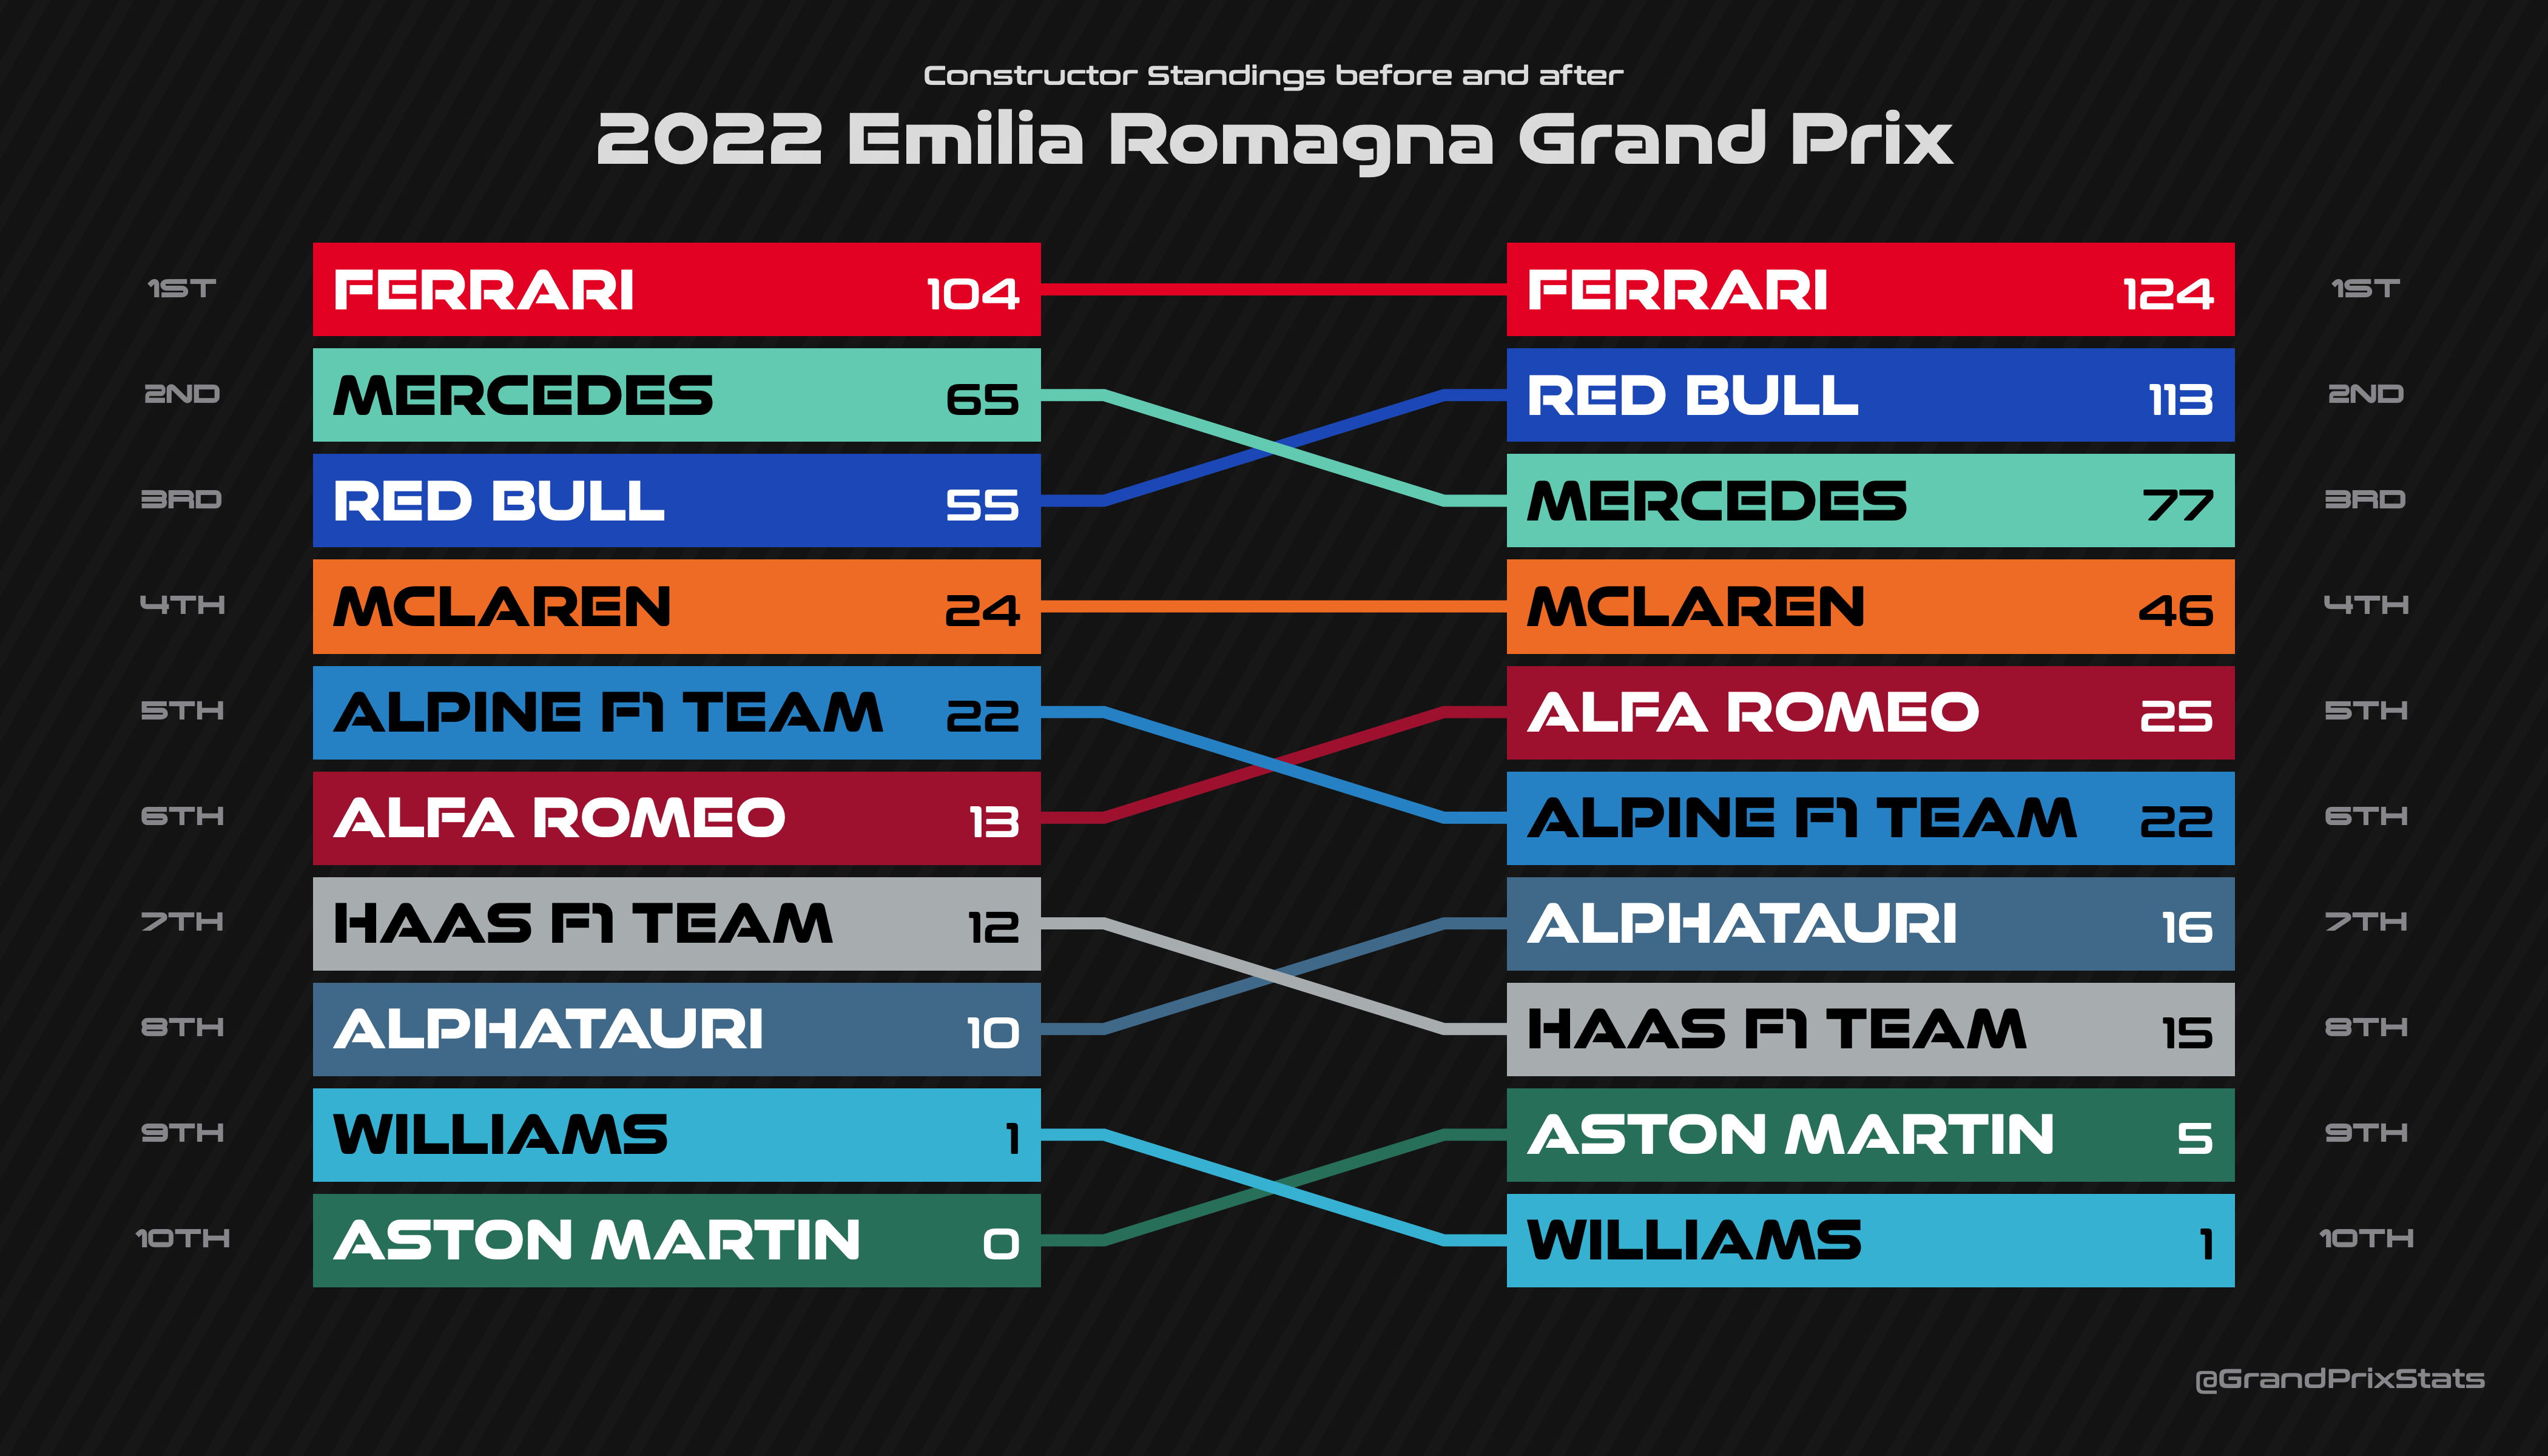 Constructor Standings before and after
2022 Emilia Romagna Grand Prix
1ST FERRARI 104 FERRARI 124 1ST
2ND MERCEDES 65 RED BULL 113 2ND
3RD RED BULL 55 MERCEDES 77 3RD
4TH MCLAREN 24 MCLAREN 46 4TH
5TH ALPINE F1 TEAM 22 ALFA ROMEO 25 5TH
6TH ALFA ROMEO 13 ALPINE F1 TEAM 22 6TH
7TH HAAS F1 TEAM 12 ALPHATAURI 16 7TH
8TH ALPHATAURI 10 HAAS F1 TEAM 15 8TH
9TH WILLIAMS 1 ASTON MARTIN 5 9TH
10TH ASTON MARTIN 0 WILLIAMS 1 10TH
@GrandPrixStats